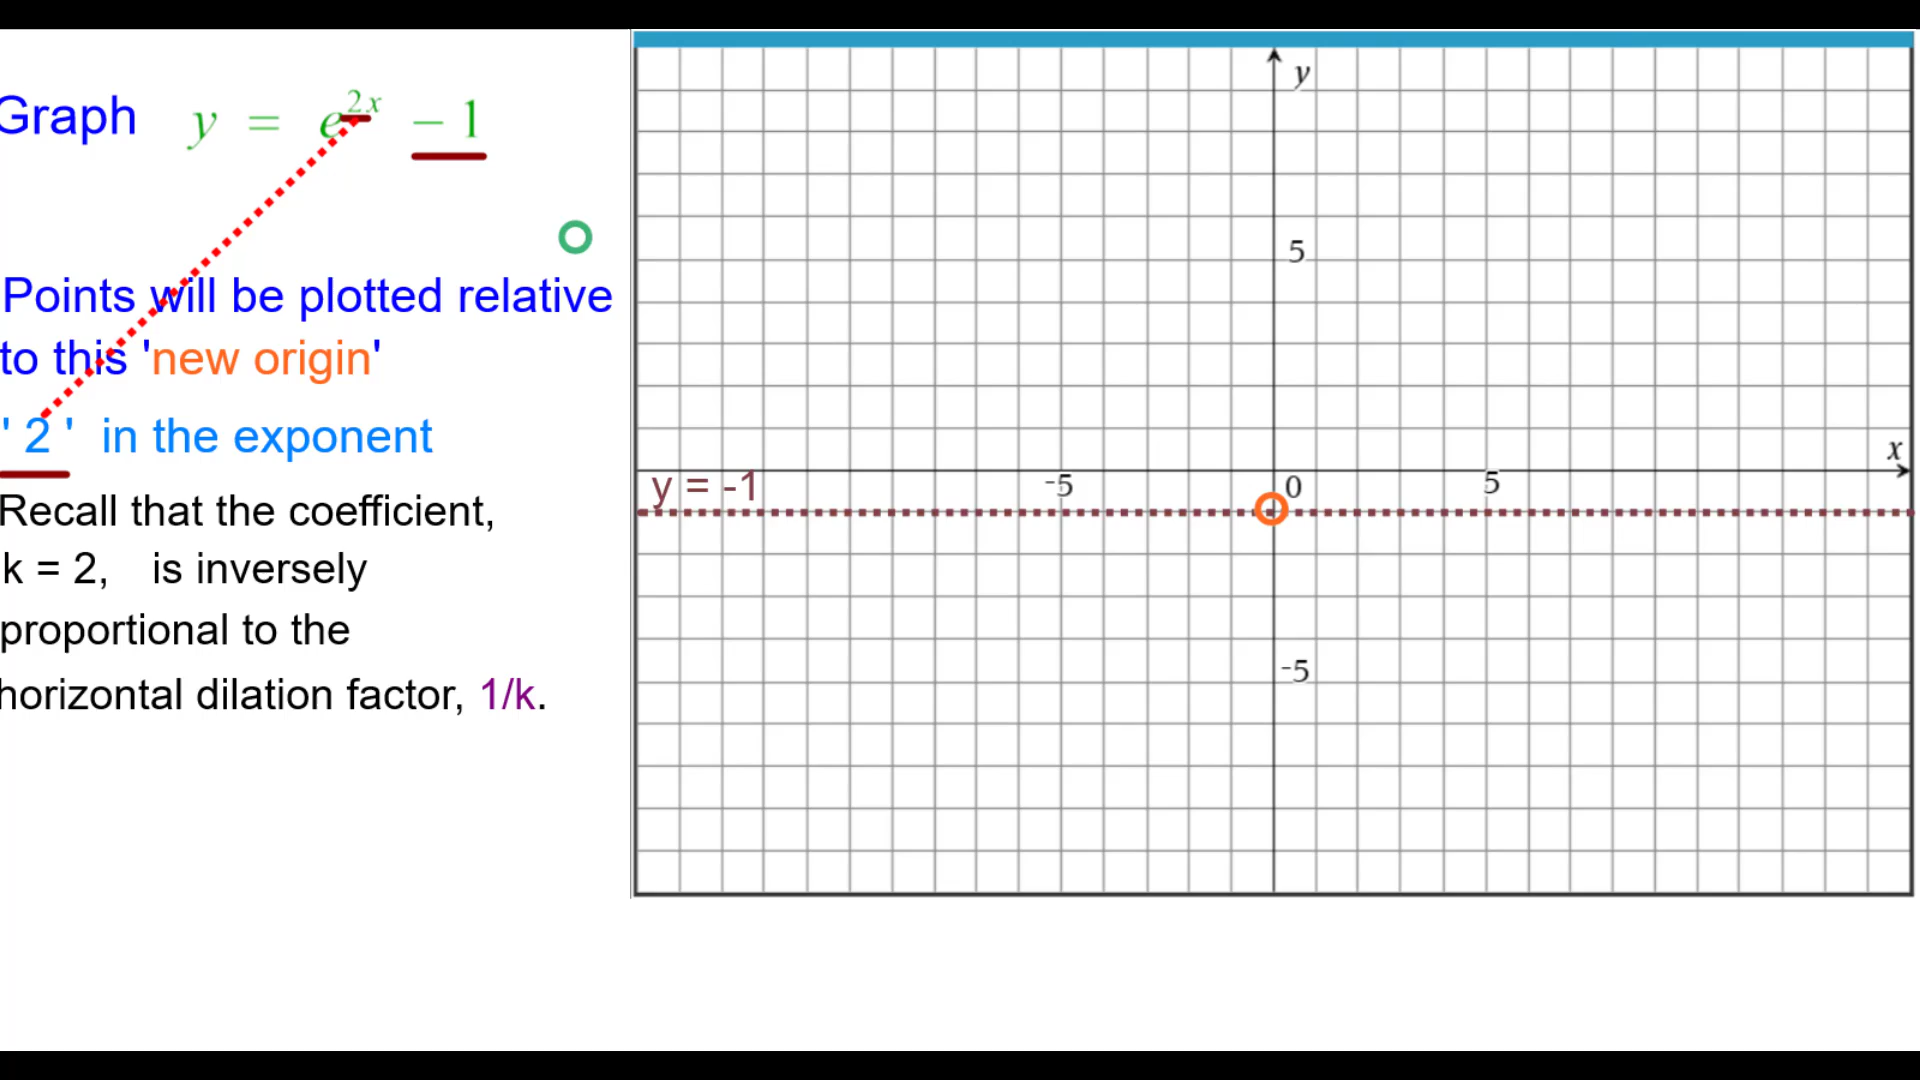 Graph y = e^{2x} − 1
Points will be plotted relative
to this 'new origin'
' 2 ' in the exponent
Recall that the coefficient,
k = 2, is inversely
proportional to the
horizontal dilation factor, 1/k.
y
5
x
y = -1
-5 0 5
-5